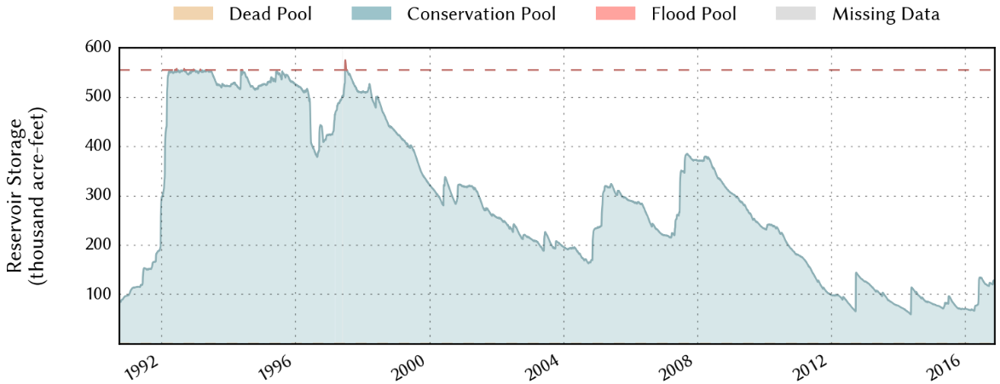 Dead Pool Conservation Pool Flood Pool Missing Data
Reservoir Storage
(thousand acre-feet)
600
500
400
300
200
100
1992 1996 2000 2004 2008 2012 2016